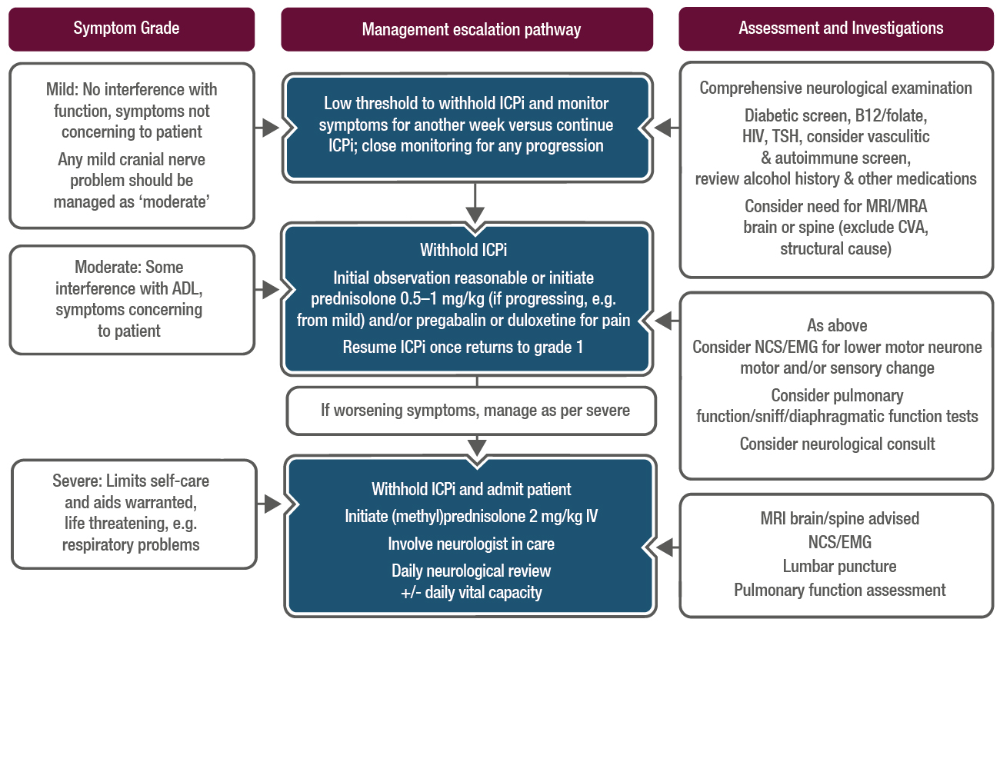 Symptom Grade
Management escalation pathway
Assessment and Investigations
Mild: No interference with
function, symptoms not
concerning to patient
Any mild cranial nerve
problem should be
managed as ‘moderate’
Low threshold to withhold ICPi and monitor
symptoms for another week versus continue
ICPi; close monitoring for any progression
Comprehensive neurological examination
Diabetic screen, B12/folate,
HIV, TSH, consider vasculitic
& autoimmune screen,
review alcohol history & other medications
Consider need for MRI/MRA
brain or spine (exclude CVA,
structural cause)
Moderate: Some
interference with ADL,
symptoms concerning
to patient
Withhold ICPi
Initial observation reasonable or initiate
prednisolone 0.5–1 mg/kg (if progressing, e.g.
from mild) and/or pregabalin or duloxetine for pain
Resume ICPi once returns to grade 1
As above
Consider NCS/EMG for lower motor neurone
motor and/or sensory change
Consider pulmonary
function/sniff/diaphragmatic function tests
Consider neurological consult
If worsening symptoms, manage as per severe
Severe: Limits self-care
and aids warranted,
life threatening, e.g.
respiratory problems
Withhold ICPi and admit patient
Initiate (methyl)prednisolone 2 mg/kg IV
Involve neurologist in care
Daily neurological review
+/- daily vital capacity
MRI brain/spine advised
NCS/EMG
Lumbar puncture
Pulmonary function assessment